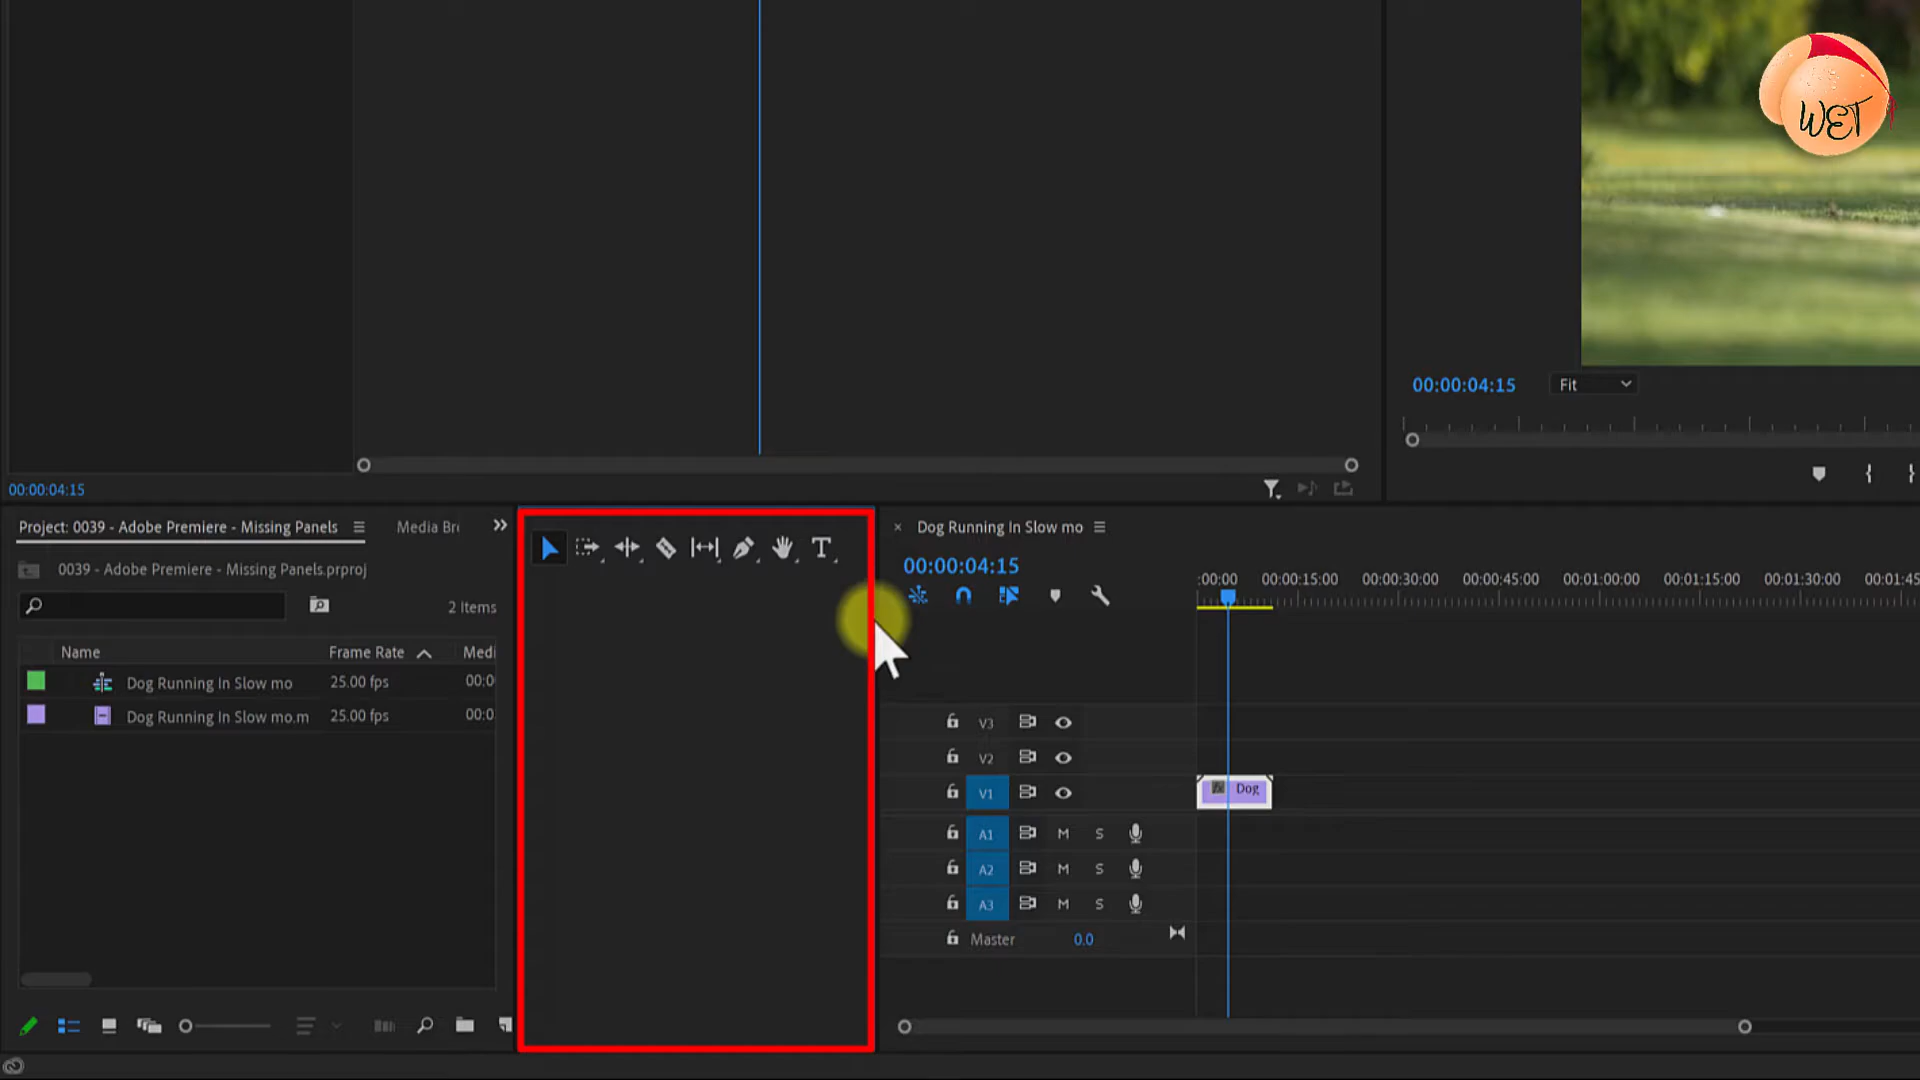 WET
00:00:04:15
Fit
00:00:04:15
Project: 0039 - Adobe Premiere - Missing Panels
Media Br
Dog Running In Slow mo
0039 - Adobe Premiere - Missing Panels.prproj
00:00:04:15
2 Items
:00:00 00:00:15:00 00:00:30:00 00:00:45:00 00:01:00:00 00:01:15:00 00:01:30:00 00:01:45
Name Frame Rate Medi
Dog Running In Slow mo 25.00 fps 00:0
Dog Running In Slow mo.m 25.00 fps 00:0
V3
V2
V1
Dog
A1 M S
A2 M S
A3 M S
Master 0.0